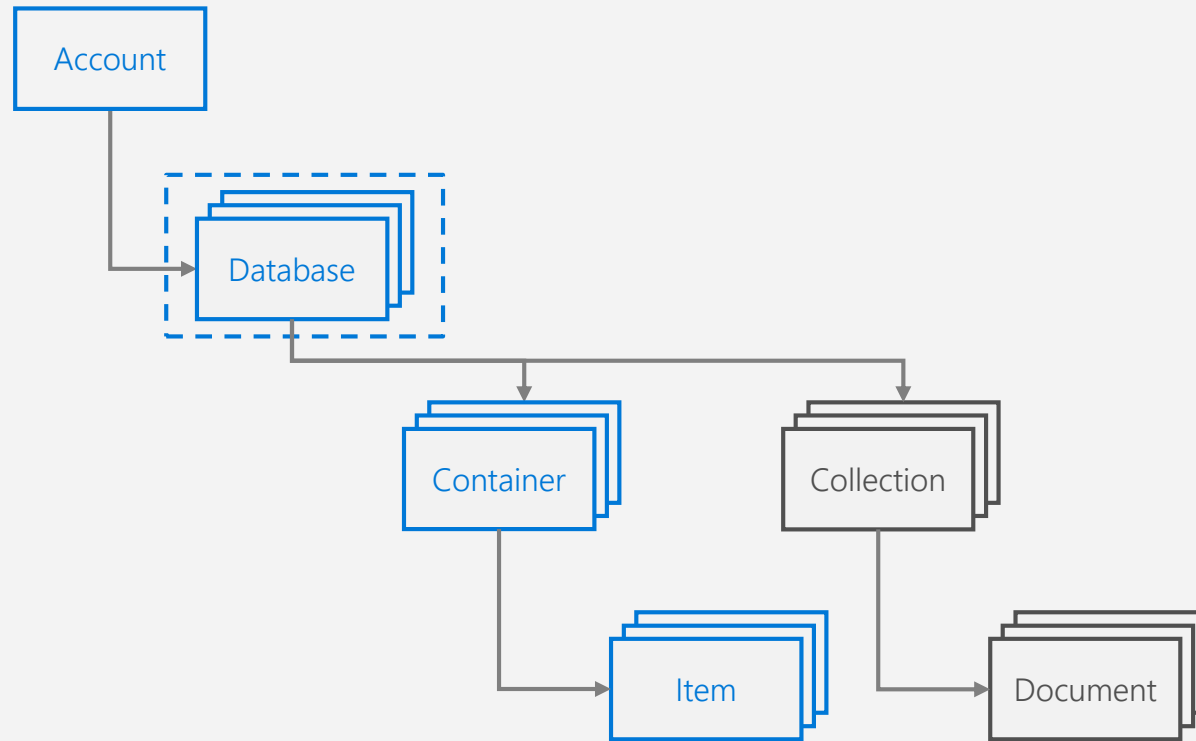 Account
Database
Container
Collection
Item
Document